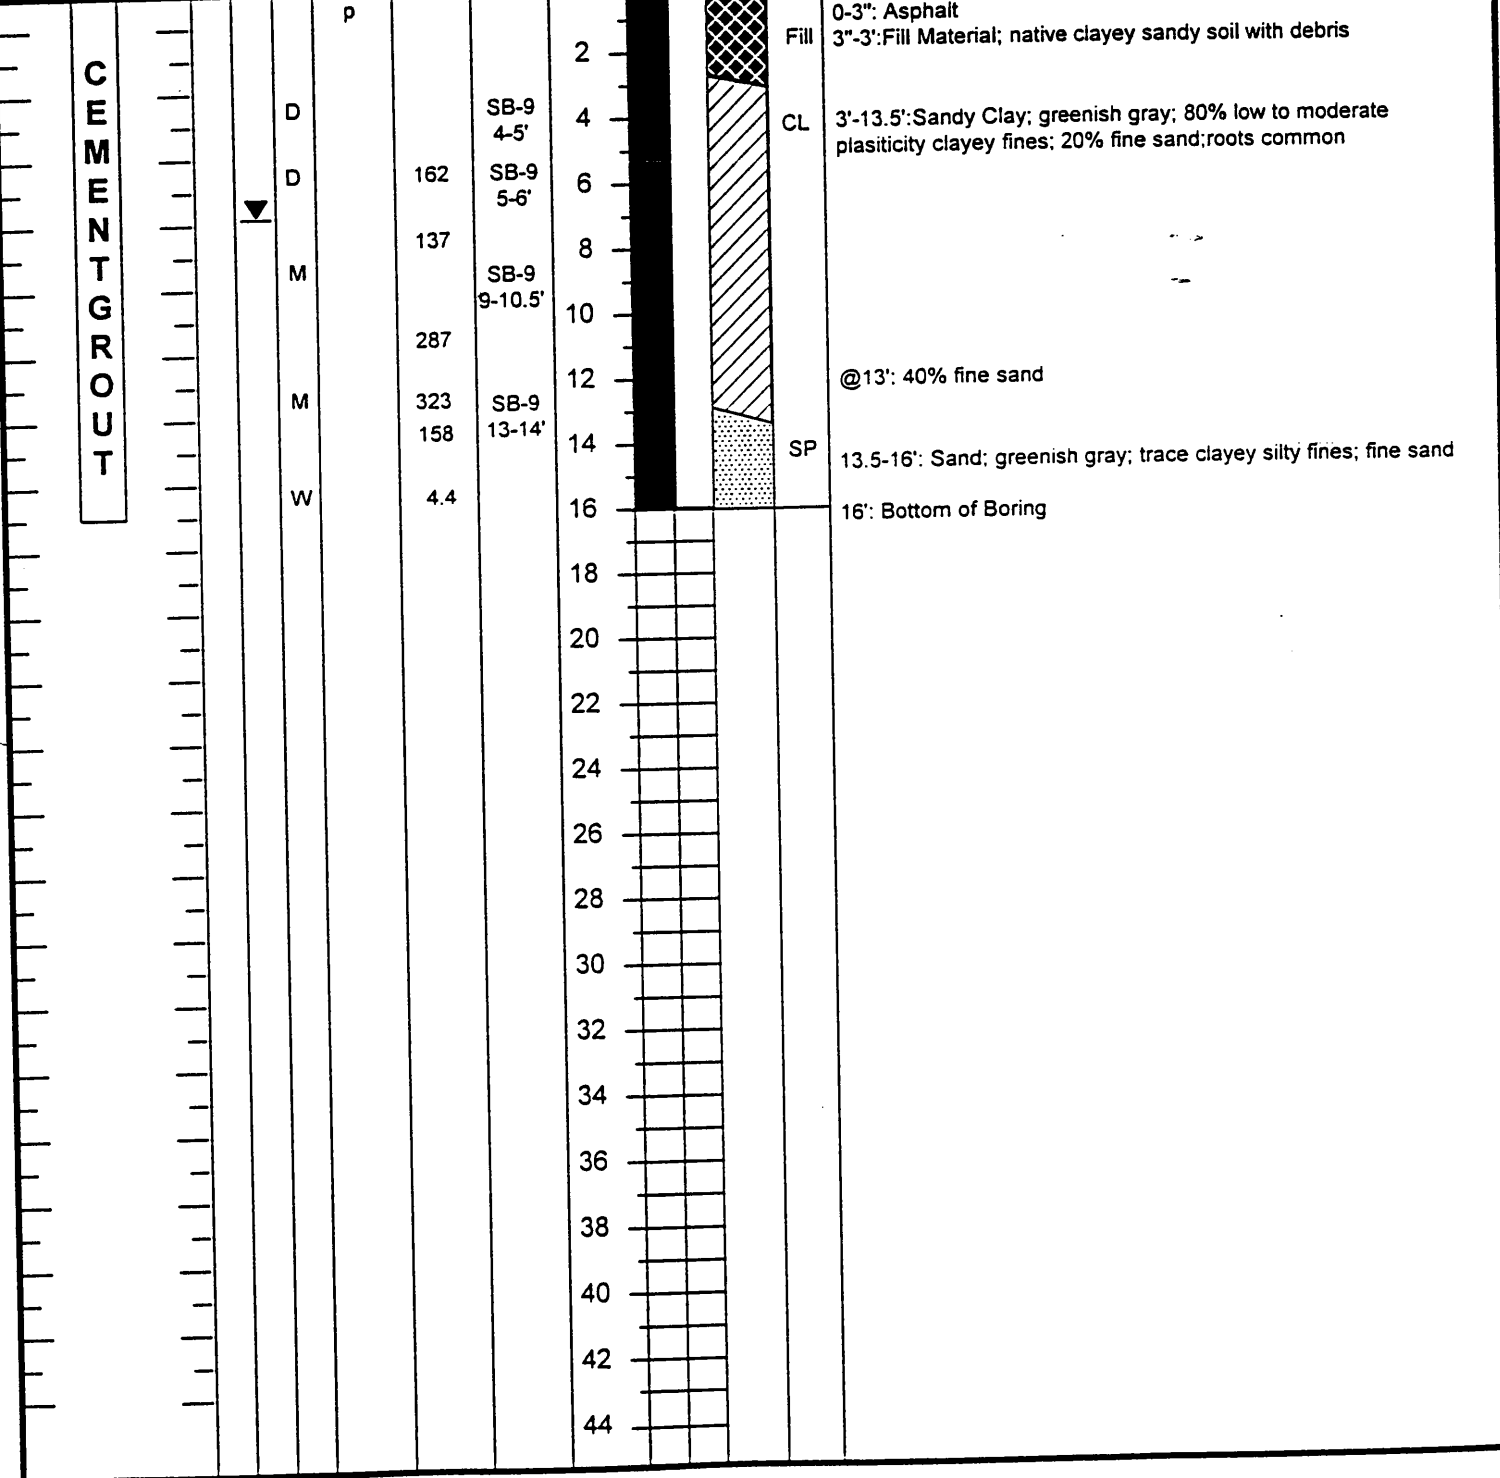 p
0-3": Asphalt
Fill 3"-3':Fill Material; native clayey sandy soil with debris
2
CEMENTGROUT
D SB-9 4 CL 3'-13.5':Sandy Clay; greenish gray; 80% low to moderate
4-5' plasiticity clayey fines; 20% fine sand;roots common
D 162 SB-9 6
5-6'
137 8
M SB-9
9-10.5' 10
287
12 @13': 40% fine sand
M 323 SB-9
158 13-14' 14 SP 13.5-16': Sand; greenish gray; trace clayey silty fines; fine sand
W 4.4 16 16': Bottom of Boring
18
20
22
24
26
28
30
32
34
36
38
40
42
44